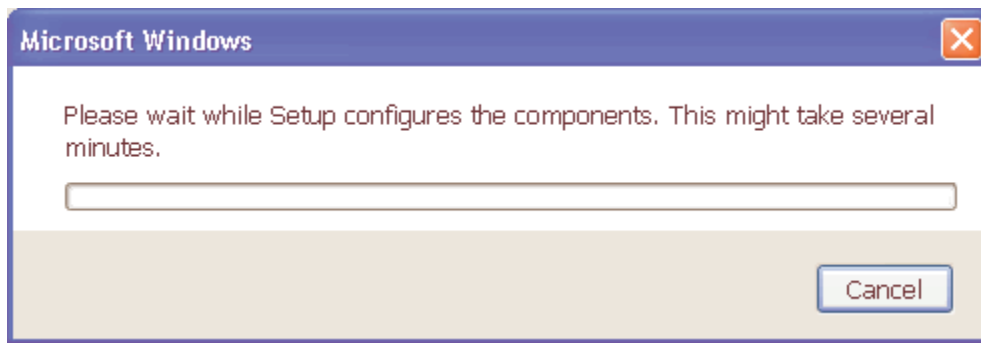 Microsoft Windows
Please wait while Setup configures the components. This might take several
minutes.
Cancel